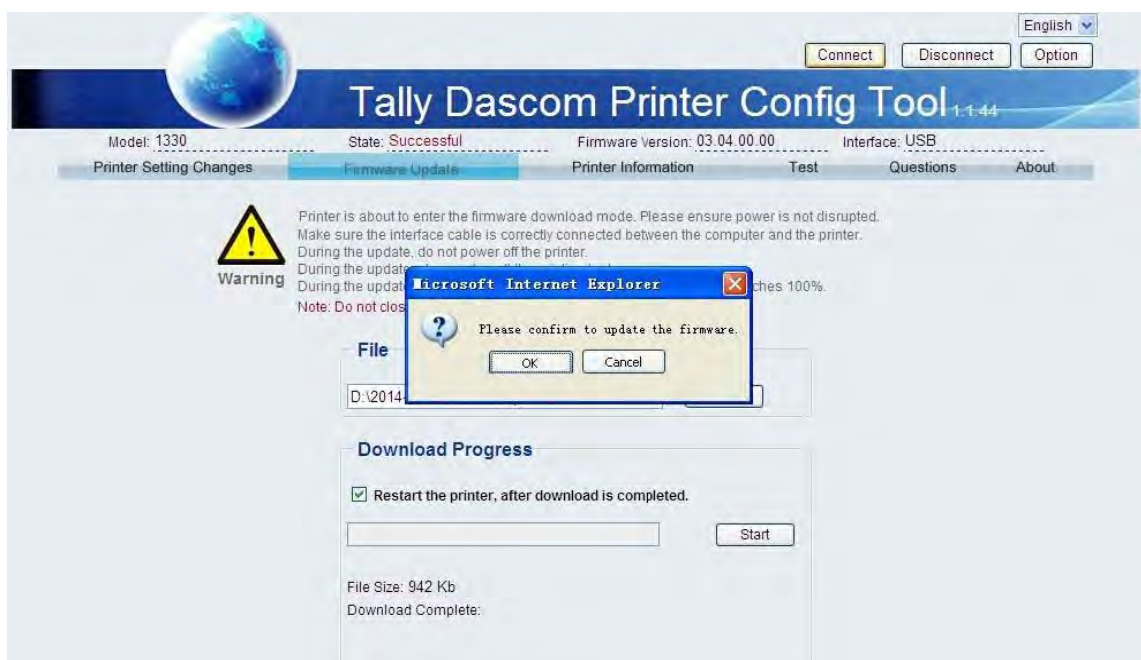 English
Connect Disconnect Option
Tally Dascom Printer Config Tool 1.1.44
Model: 1330 State: Successful Firmware Version: 03.04.00.00 Interface: USB
Printer Setting Changes Firmware Update Printer Information Test Questions About
Printer is about to enter the firmware download mode. Please ensure power is not disrupted.
Make sure the interface cable is correctly connected between the computer and the printer.
During the update, do not power off the printer.
During the update
Warning
During the updat ches 100%.
Note: Do not clos
Microsoft Internet Explorer
Please confirm to update the firmware.
OK Cancel
File
D:\2014-
Download Progress
Restart the printer, after download is completed.
Start
File Size: 942 Kb
Download Complete: